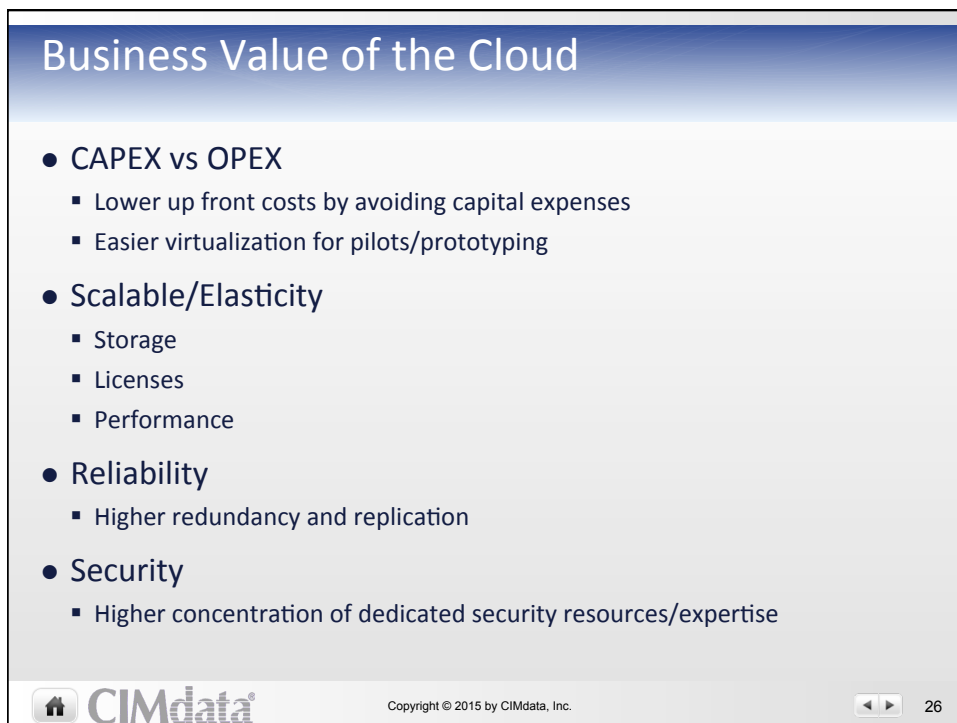 Business Value of the Cloud
● CAPEX vs OPEX
▪ Lower up front costs by avoiding capital expenses
▪ Easier virtualization for pilots/prototyping
● Scalable/Elasticity
▪ Storage
▪ Licenses
▪ Performance
● Reliability
▪ Higher redundancy and replication
● Security
▪ Higher concentration of dedicated security resources/expertise
CIMdata®
Copyright © 2015 by CIMdata, Inc.
26